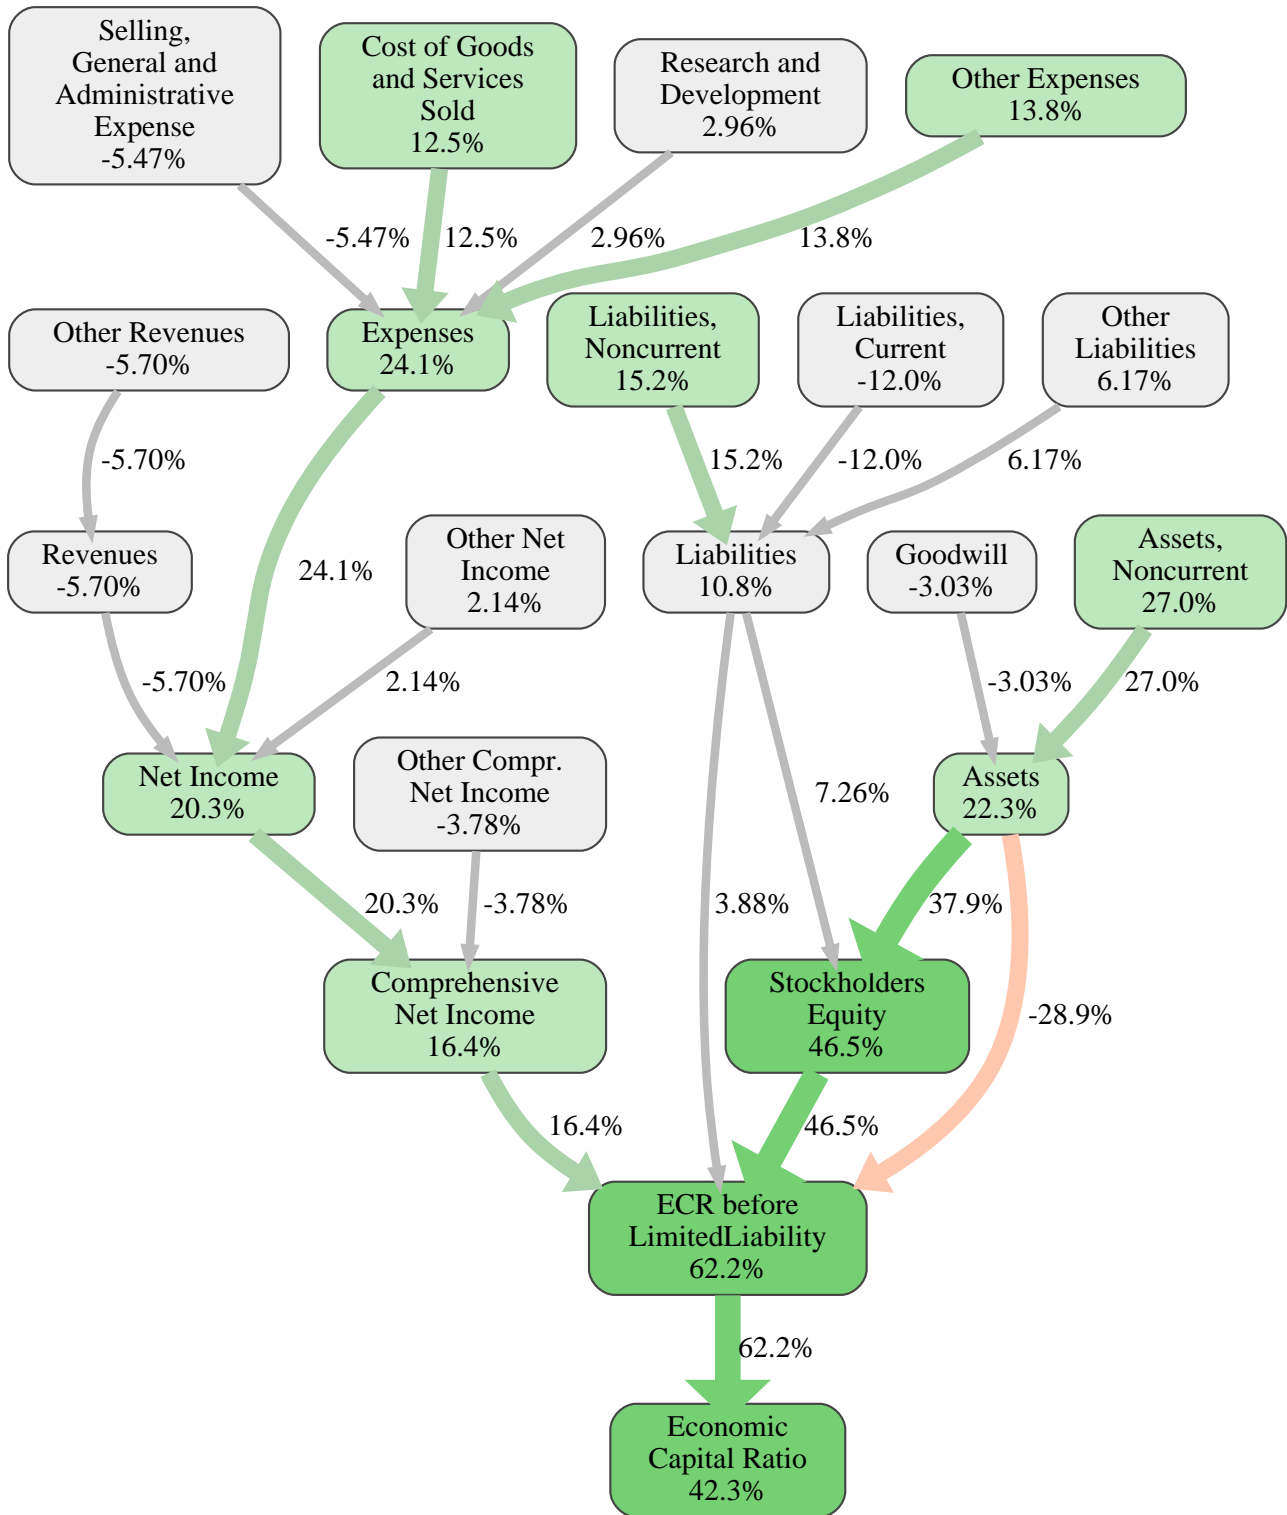 Selling,
General and
Administrative
Expense
-5.47%
Cost of Goods
and Services
Sold
12.5%
Research and
Development
2.96%
Other Expenses
13.8%
-5.47%
12.5%
2.96%
13.8%
Other Revenues
-5.70%
Expenses
24.1%
Liabilities,
Noncurrent
15.2%
Liabilities,
Current
-12.0%
Other
Liabilities
6.17%
-5.70%
15.2%
-12.0%
6.17%
Revenues
-5.70%
24.1%
Other Net
Income
2.14%
Liabilities
10.8%
Goodwill
-3.03%
Assets,
Noncurrent
27.0%
-5.70%
2.14%
-3.03%
27.0%
Net Income
20.3%
Other Compr.
Net Income
-3.78%
7.26%
Assets
22.3%
20.3%
-3.78%
3.88%
37.9%
Comprehensive
Net Income
16.4%
Stockholders
Equity
46.5%
-28.9%
16.4%
46.5%
ECR before
LimitedLiability
62.2%
62.2%
Economic
Capital Ratio
42.3%